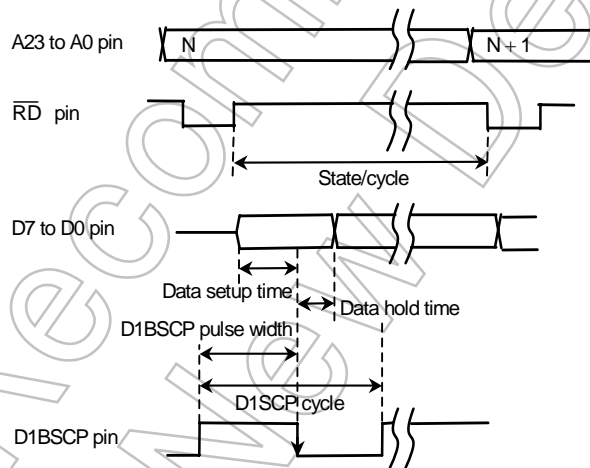 A23 to A0 pin
N
N + 1
RD pin
State/cycle
D7 to D0 pin
Data setup time
Data hold time
D1BSCP pulse width
D1SCP cycle
D1BSCP pin